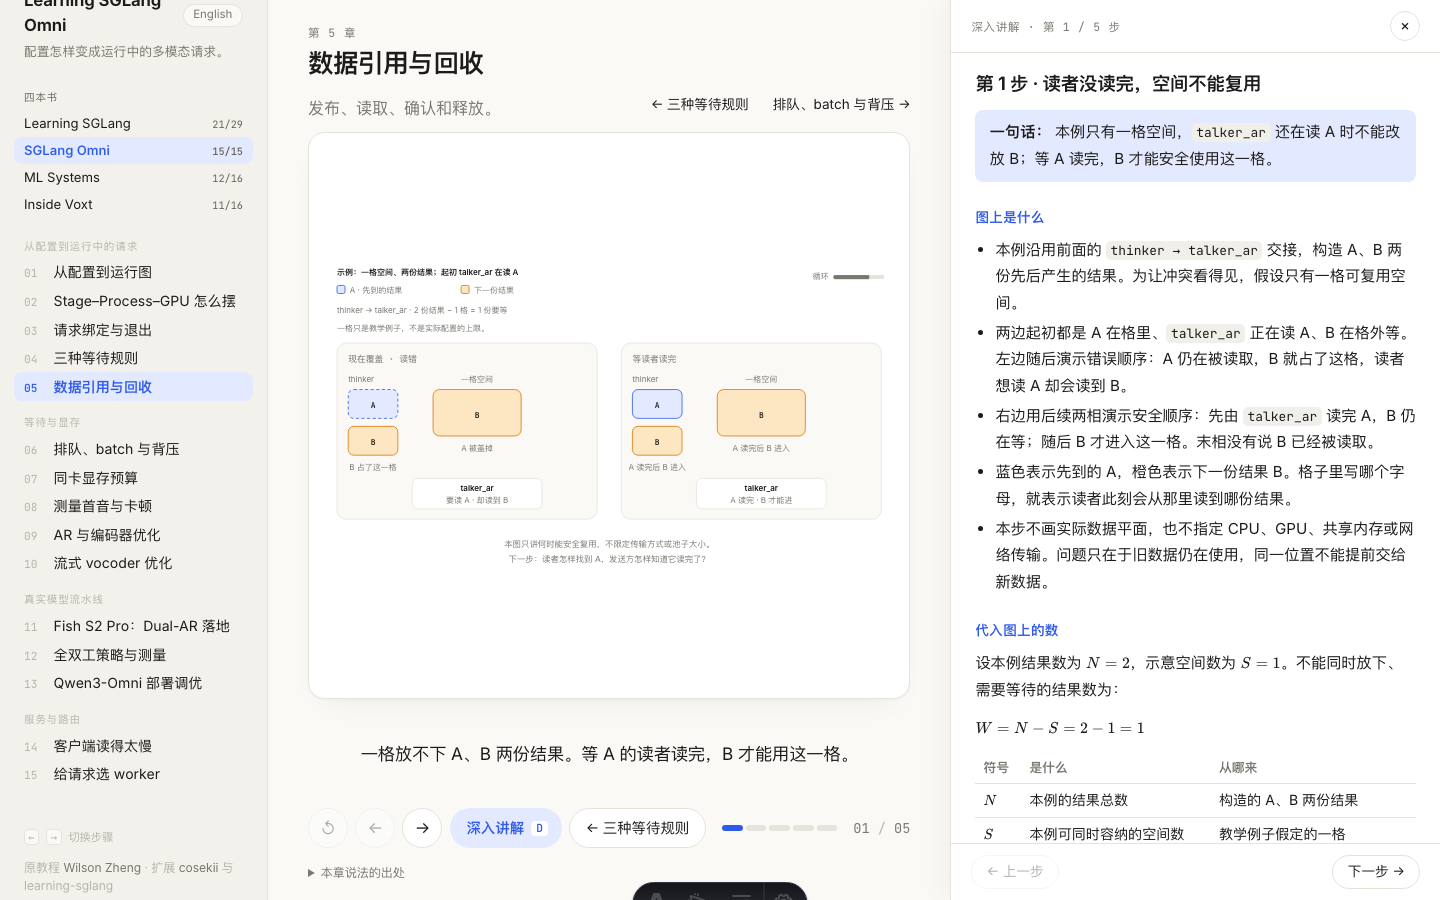 Learning SGLang
Omni
English
配置怎样变成运行中的多模态请求。
四本书
Learning SGLang 21/29
SGLang Omni 15/15
ML Systems 12/16
Inside Voxt 11/16
从配置到运行中的请求
01 从配置到运行图
02 Stage–Process–GPU 怎么摆
03 请求绑定与退出
04 三种等待规则
05 数据引用与回收
等待与显存
06 排队、batch 与背压
07 同卡显存预算
08 测量首音与卡顿
09 AR 与编码器优化
10 流式 vocoder 优化
真实模型流水线
11 Fish S2 Pro：Dual-AR 落地
12 全双工策略与测量
13 Qwen3-Omni 部署调优
服务与路由
14 客户端读得太慢
15 给请求选 worker
← → 切换步骤
原教程 Wilson Zheng · 扩展 cosekii 与
learning-sglang
第 5 章
数据引用与回收
发布、读取、确认和释放。
← 三种等待规则 排队、batch 与背压 →
示例：一格空间、两份结果；起初 talker_ar 在读 A
循环
A · 先到的结果 下一份结果
thinker → talker_ar · 2 份结果 − 1 格 = 1 份要等
一格只是教学例子，不是实际配置的上限。
现在覆盖 · 读错
thinker 一格空间
A
B
B
A 被盖掉
B 占了这一格
talker_ar
要读 A · 却读到 B
等读者读完
thinker 一格空间
A
B
B
A 读完后 B 进入
A 读完后 B 进入
talker_ar
A 读完 · B 才能进
本图只讲何时能安全复用，不限定传输方式或池子大小。
下一步：读者怎样找到 A，发送方怎样知道它读完了？
一格放不下 A、B 两份结果。等 A 的读者读完，B 才能用这一格。
← → 深入讲解 D ← 三种等待规则 01 / 05
▶ 本章说法的出处
深入讲解 · 第 1 / 5 步
×
第 1 步 · 读者没读完，空间不能复用
一句话： 本例只有一格空间，talker_ar 还在读 A 时不能改
放 B；等 A 读完，B 才能安全使用这一格。
图上是什么
• 本例沿用前面的 thinker → talker_ar 交接，构造 A、B 两
份先后产生的结果。为让冲突看得见，假设只有一格可复用空
间。
• 两边起初都是 A 在格里、talker_ar 正在读 A、B 在格外等。
左边随后演示错误顺序：A 仍在被读取，B 就占了这格，读者
想读 A 却会读到 B。
• 右边用后续两相演示安全顺序：先由 talker_ar 读完 A，B 仍
在等；随后 B 才进入这一格。末相没有说 B 已经被读取。
• 蓝色表示先到的 A，橙色表示下一份结果 B。格子里写哪个字
母，就表示读者此刻会从那里读到哪份结果。
• 本步不画实际数据平面，也不指定 CPU、GPU、共享内存或网
络传输。问题只在于旧数据仍在使用，同一位置不能提前交给
新数据。
代入图上的数
设本例结果数为 N = 2，示意空间数为 S = 1。不能同时放下、
需要等待的结果数为：
W = N − S = 2 − 1 = 1
符号 是什么 从哪来
N 本例的结果总数 构造的 A、B 两份结果
S 本例可同时容纳的空间数 教学例子假定的一格
← 上一步 下一步 →